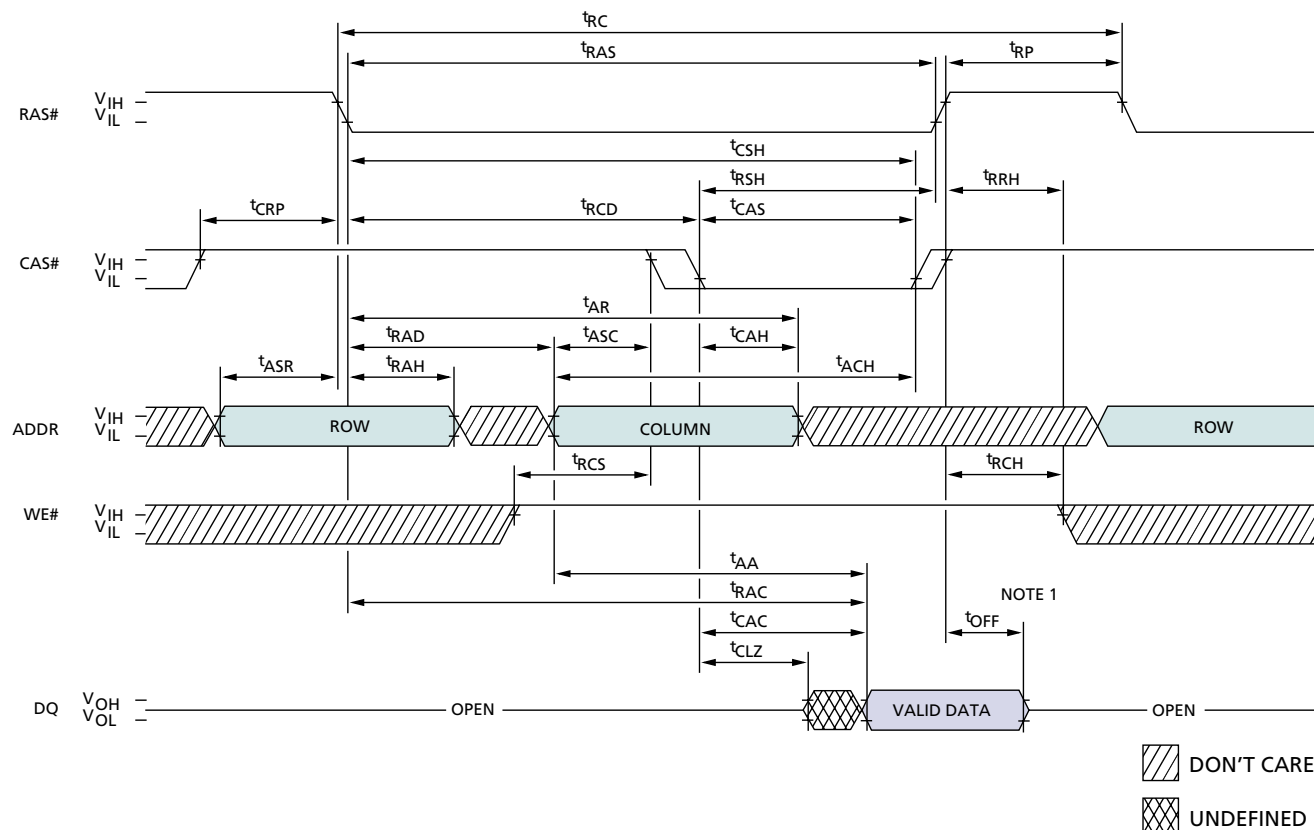 tRC
tRAS
tRP
RAS#
VIH
VIL
tCSH
tRSH
tRRH
tCRP
tRCD
tCAS
CAS#
VIH
VIL
tAR
tRAD
tASC
tCAH
tASR
tRAH
tACH
ADDR
VIH
VIL
ROW
COLUMN
ROW
tRCS
tRCH
WE#
VIH
VIL
tAA
tRAC
NOTE 1
tCAC
tOFF
tCLZ
DQ
VOH
VOL
OPEN
VALID DATA
OPEN
DON'T CARE
UNDEFINED